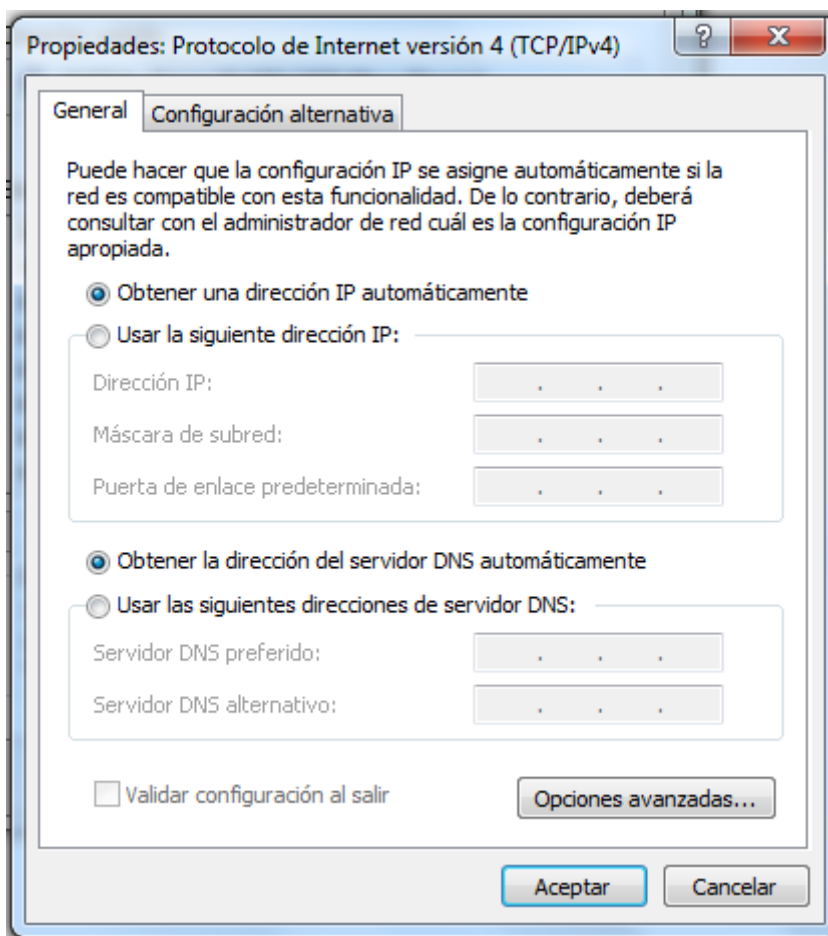 Propiedades: Protocolo de Internet versión 4 (TCP/IPv4)
General
Configuración alternativa
Puede hacer que la configuración IP se asigne automáticamente si la
red es compatible con esta funcionalidad. De lo contrario, deberá
consultar con el administrador de red cuál es la configuración IP
apropiada.
Obtener una dirección IP automáticamente
Usar la siguiente dirección IP:
Dirección IP:
Máscara de subred:
Puerta de enlace predeterminada:
Obtener la dirección del servidor DNS automáticamente
Usar las siguientes direcciones de servidor DNS:
Servidor DNS preferido:
Servidor DNS alternativo:
Validar configuración al salir
Opciones avanzadas...
Aceptar
Cancelar